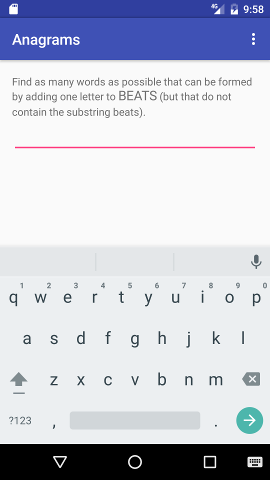 4G 9:58
Anagrams
Find as many words as possible that can be formed
by adding one letter to BEATS (but that do not
contain the substring beats).
1 2 3 4 5 6 7 8 9 0
q w e r t y u i o p
a s d f g h j k l
z x c v b n m
?123 , .